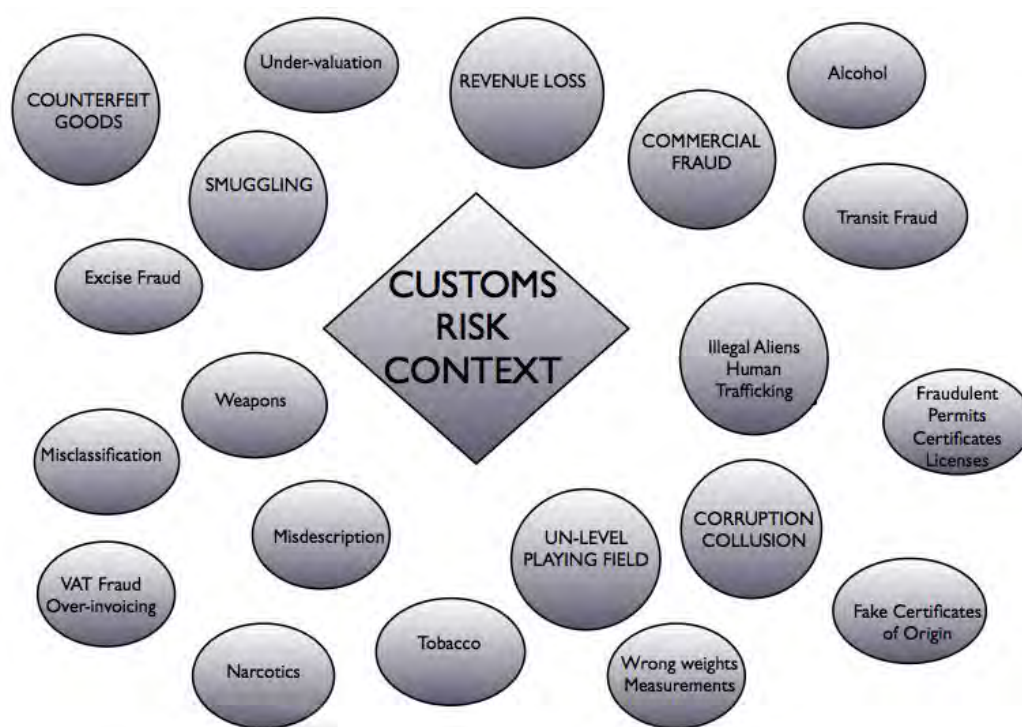 Under-valuation
REVENUE LOSS
Alcohol
COUNTERFEIT
GOODS
COMMERCIAL
FRAUD
SMUGGLING
Transit Fraud
Excise Fraud
CUSTOMS
RISK
CONTEXT
Illegal Aliens
Human
Trafficking
Weapons
Fraudulent
Permits
Certificates
Licenses
Misclassification
Misdescription
UN-LEVEL
PLAYING FIELD
CORRUPTION
COLLUSION
VAT Fraud
Over-invoicing
Fake Certificates
of Origin
Tobacco
Narcotics
Wrong weights
Measurements